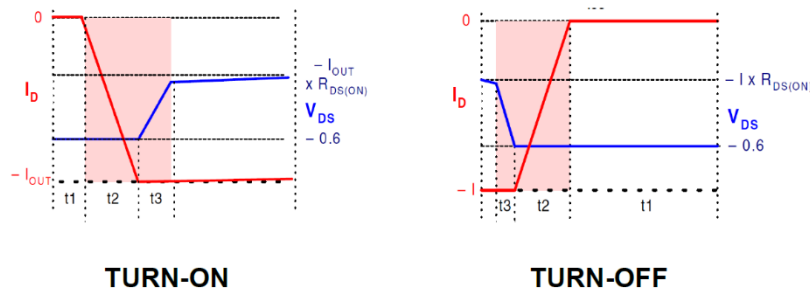 0
– I_OUT
x R_DS(ON)
I_D
V_DS
– 0.6
– I_OUT
t1 t2 t3
TURN-ON
0
– I x R_DS(ON)
I_D
V_DS
– 0.6
– I
t3 t2 t1
TURN-OFF